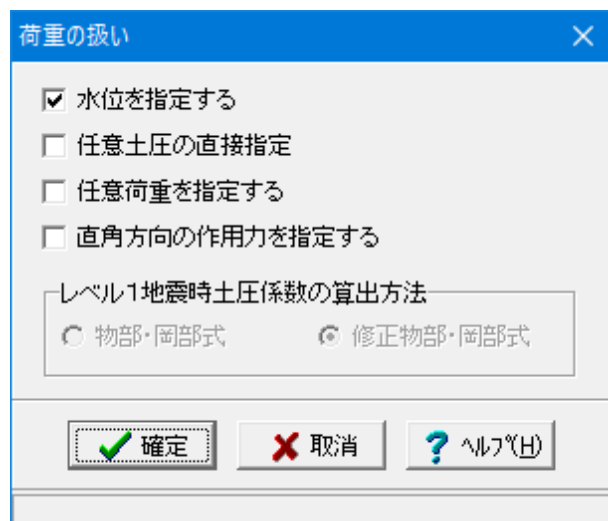 荷重の扱い
水位を指定する
任意土圧の直接指定
任意荷重を指定する
直角方向の作用力を指定する
レベル1地震時土圧係数の算出方法
物部・岡部式 修正物部・岡部式
確定 取消 ﾍﾙﾌﾟ(H)